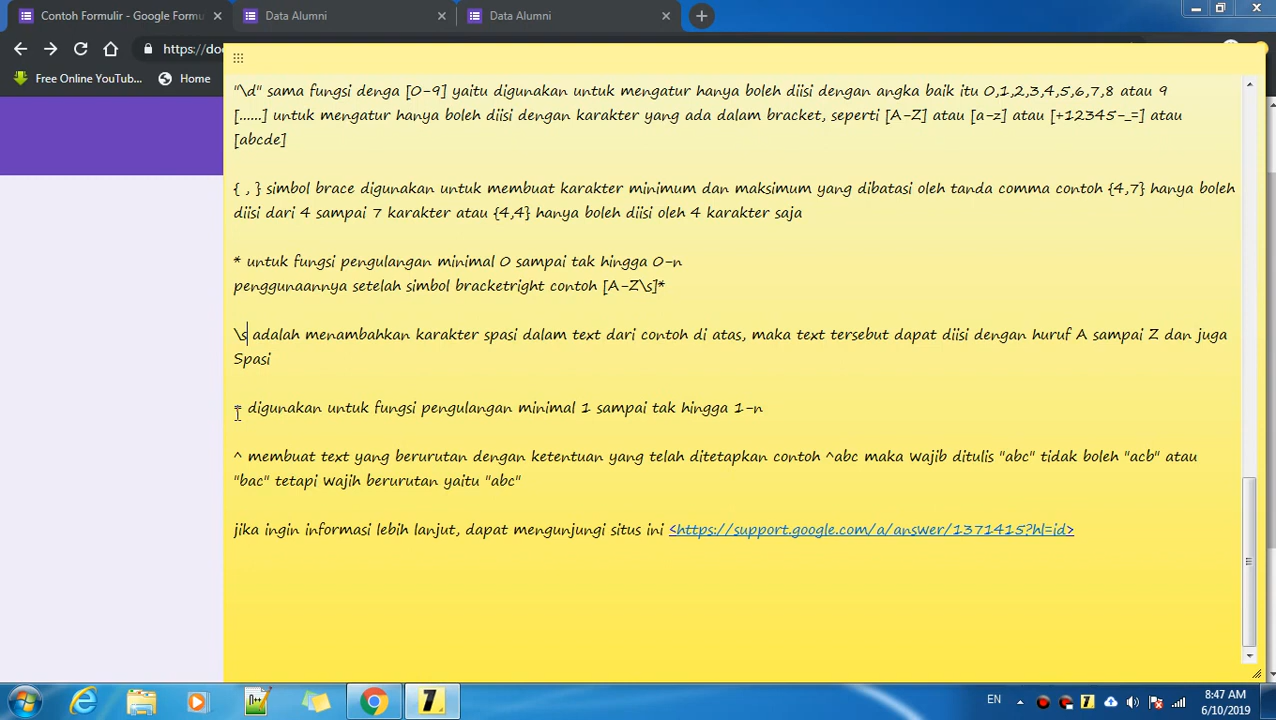 Contoh Formulir - Google Formu
Data Alumni
Data Alumni
https://do
Free Online YouTub...
Home
"\d" sama fungsi denga [0-9] yaitu digunakan untuk mengatur hanya boleh diisi dengan angka baik itu 0,1,2,3,4,5,6,7,8 atau 9
[......] untuk mengatur hanya boleh diisi dengan karakter yang ada dalam bracket, seperti [A-Z] atau [a-z] atau [+12345-_=] atau
[abcde]
{ , } simbol brace digunakan untuk membuat karakter minimum dan maksimum yang dibatasi oleh tanda comma contoh {4,7} hanya boleh
diisi dari 4 sampai 7 karakter atau {4,4} hanya boleh diisi oleh 4 karakter saja
* untuk fungsi pengulangan minimal 0 sampai tak hingga 0-n
penggunaannya setelah simbol bracketright contoh [A-Z\s]*
\s adalah menambahkan karakter spasi dalam text dari contoh di atas, maka text tersebut dapat diisi dengan huruf A sampai Z dan juga
Spasi
digunakan untuk fungsi pengulangan minimal 1 sampai tak hingga 1-n
^ membuat text yang berurutan dengan ketentuan yang telah ditetapkan contoh ^abc maka Wajib ditulis "abc" tidak boleh "acb" atau
"bac" tetapi Wajih berurutan yaitu "abc"
jika ingin informasi lebih lanjut, dapat mengunjungi situs ini <https://support.google.com/a/answer/1371415?hl=id>
EN
8:47 AM
6/10/2019